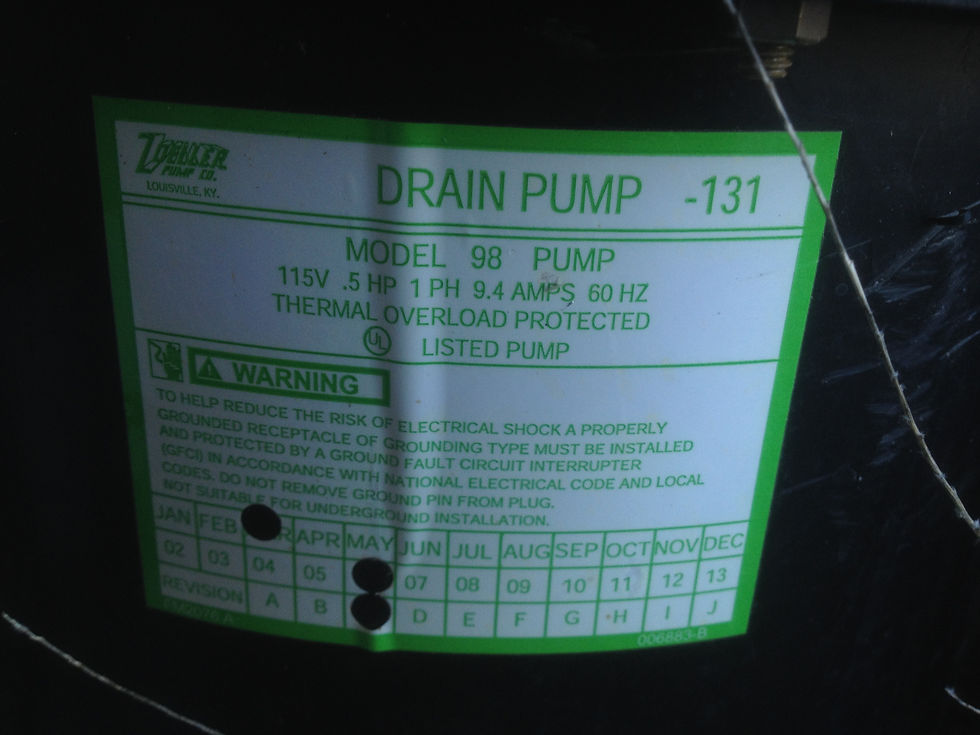 ZOELLER
PUMP CO.
LOUISVILLE, KY.
DRAIN PUMP -131
MODEL 98 PUMP
115V .5 HP 1 PH 9.4 AMPS 60 HZ
THERMAL OVERLOAD PROTECTED
UL LISTED PUMP
WARNING
TO HELP REDUCE THE RISK OF ELECTRICAL SHOCK A PROPERLY
GROUNDED RECEPTACLE OF GROUNDING TYPE MUST BE INSTALLED
AND PROTECTED BY A GROUND FAULT CIRCUIT INTERRUPTER
(GFCI) IN ACCORDANCE WITH NATIONAL ELECTRICAL CODE AND LOCAL
CODES. DO NOT REMOVE GROUND PIN FROM PLUG.
NOT SUITABLE FOR UNDERGROUND INSTALLATION.
JAN FEB R APR MAY JUN JUL AUG SEP OCT NOV DEC
02 03 04 05 07 08 09 10 11 12 13
REVISION A B D E F G H I J
006883-B